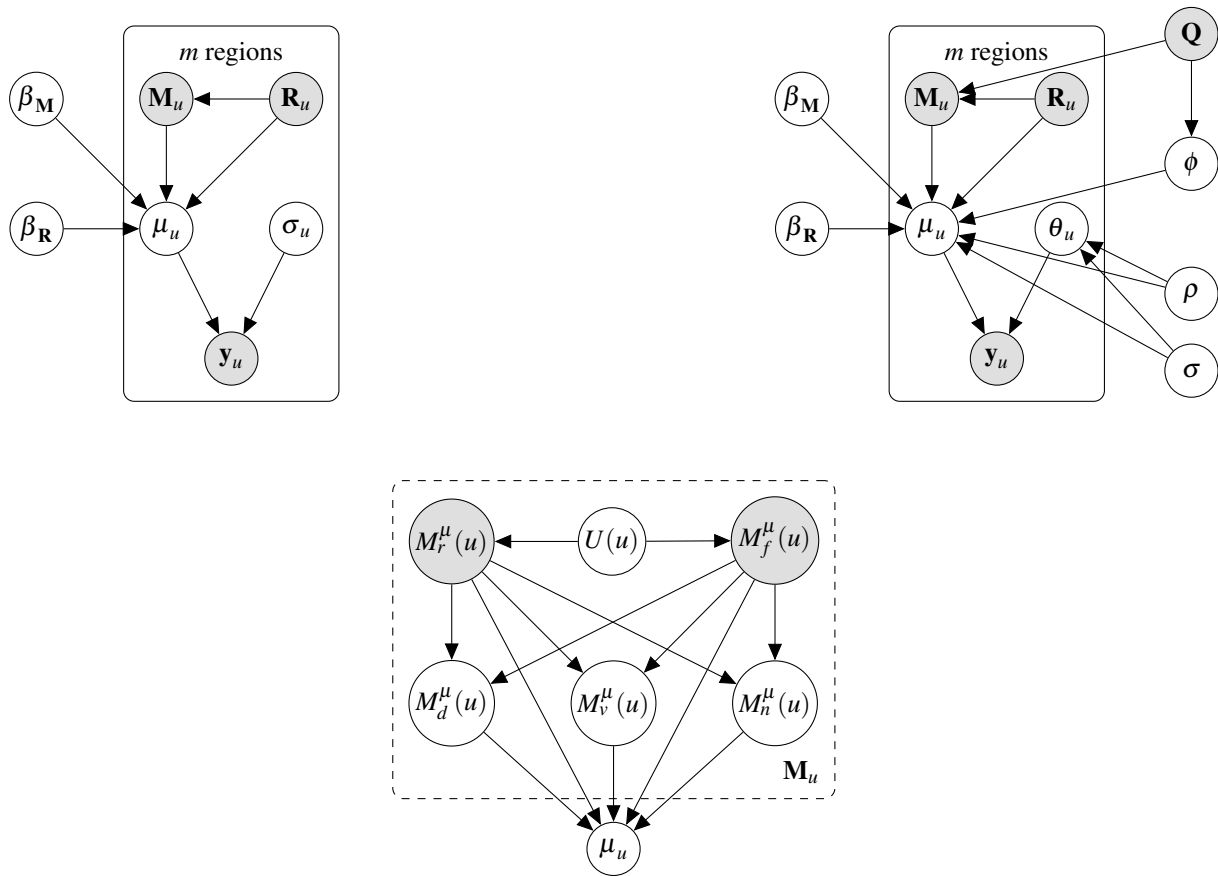 m regions
β_M
M_u
R_u
β_R
μ_u
σ_u
y_u
m regions
Q
β_M
M_u
R_u
ϕ
β_R
μ_u
θ_u
ρ
y_u
σ
M_r^μ(u)
U(u)
M_f^μ(u)
M_d^μ(u)
M_v^μ(u)
M_n^μ(u)
M_u
μ_u